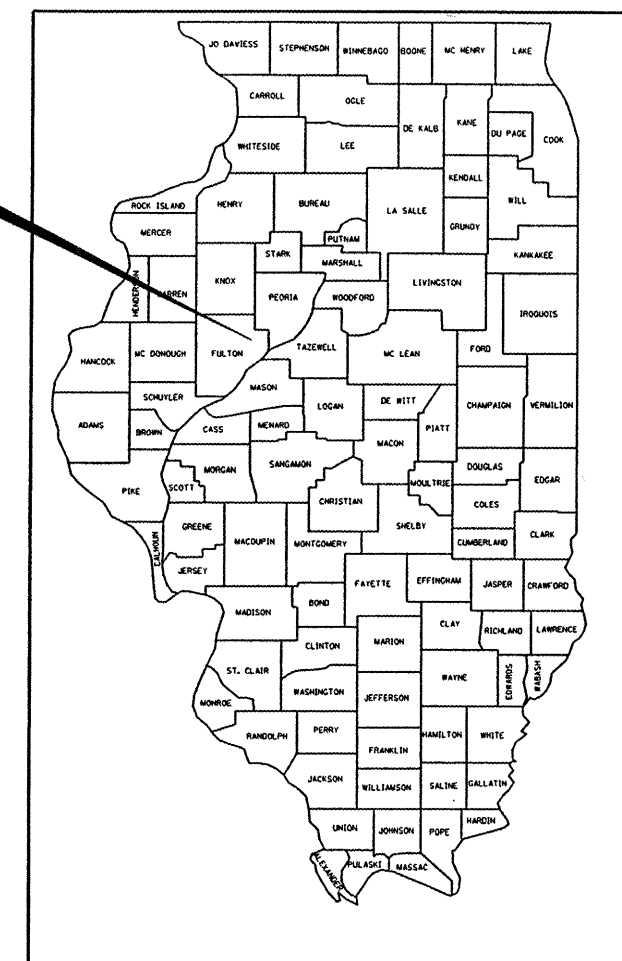 JO DAVIESS
STEPHENSON
WINNEBAGO
BOONE
MC HENRY
LAKE
CARROLL
OGLE
DE KALB
KANE
DU PAGE
COOK
WHITESIDE
LEE
KENDALL
WILL
ROCK ISLAND
HENRY
BUREAU
LA SALLE
GRUNDY
MERCER
PUTNAM
STARK
MARSHALL
KANKAKEE
HENDERSON
KNOX
PEORIA
WOODFORD
LIVINGSTON
IROQUOIS
HANCOCK
MC DONOUGH
FULTON
TAZEWELL
MC LEAN
FORD
MASON
SCHUYLER
LOGAN
DE WITT
CHAMPAIGN
VERMILION
ADAMS
BROWN
CASS
MENARD
MACON
PIATT
MORGAN
SANGAMON
DOUGLAS
EDGAR
PIKE
SCOTT
CHRISTIAN
MOULTRIE
COLES
GREENE
MACOUPIN
MONTGOMERY
SHELBY
CUMBERLAND
CLARK
CALHOUN
JERSEY
FAYETTE
EFFINGHAM
JASPER
CRAWFORD
MADISON
BOND
CLAY
RICHLAND
LAWRENCE
CLINTON
MARION
ST. CLAIR
WAYNE
EDWARDS
WABASH
WASHINGTON
JEFFERSON
MONROE
RANDOLPH
PERRY
HAMILTON
WHITE
FRANKLIN
JACKSON
WILLIAMSON
SALINE
GALLATIN
UNION
JOHNSON
POPE
HARDIN
ALEXANDER
PULASKI
MASSAC